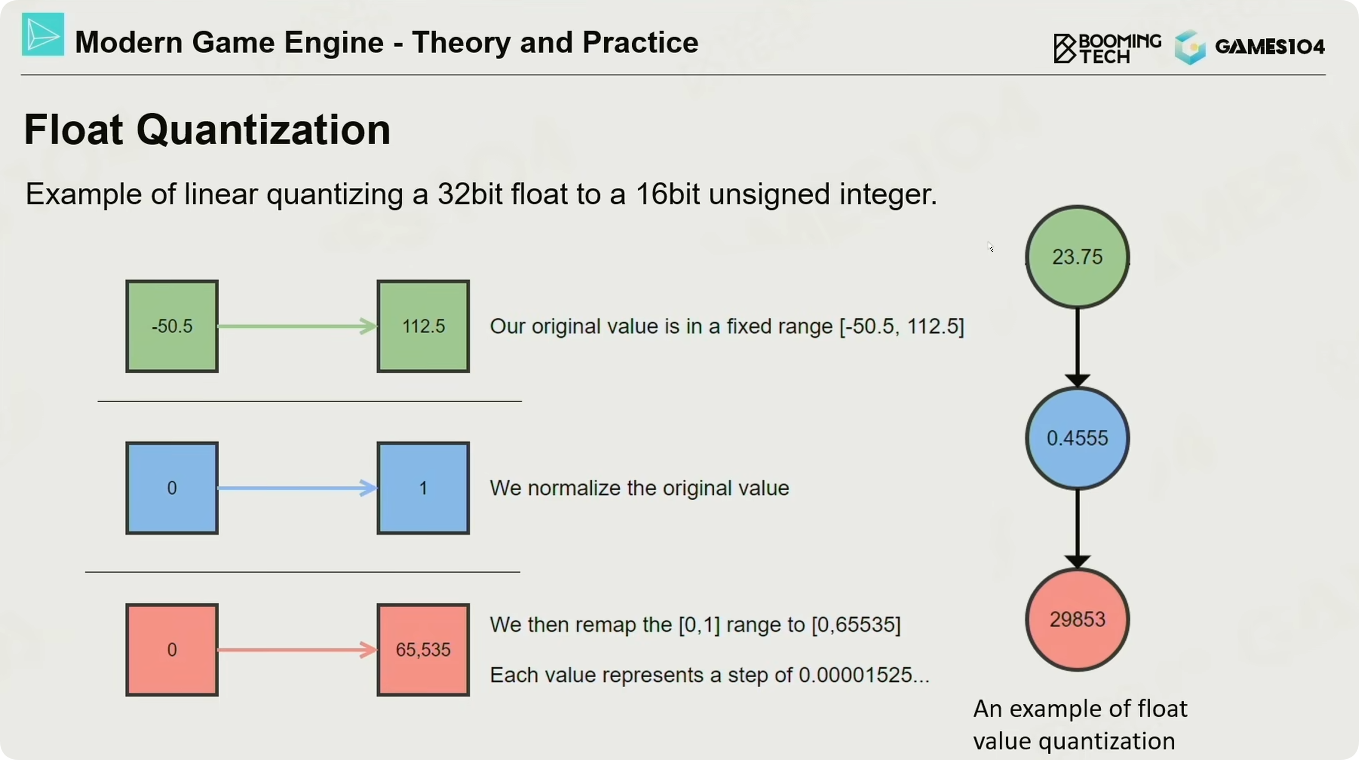 Modern Game Engine - Theory and Practice
BOOMING
TECH
GAMES104
Float Quantization
Example of linear quantizing a 32bit float to a 16bit unsigned integer.
23.75
-50.5
112.5
Our original value is in a fixed range [-50.5, 112.5]
0.4555
0
1
We normalize the original value
29853
0
65,535
We then remap the [0,1] range to [0,65535]
Each value represents a step of 0.00001525...
An example of float
value quantization